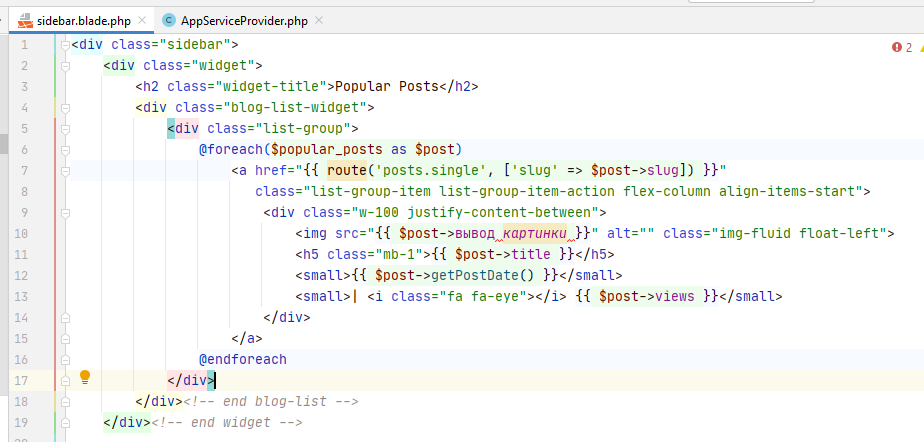 sidebar.blade.php AppServiceProvider.php
1 <div class="sidebar"> 2
2 <div class="widget">
3 <h2 class="widget-title">Popular Posts</h2>
4 <div class="blog-list-widget">
5 <div class="list-group">
6 @foreach($popular_posts as $post)
7 <a href="{{ route('posts.single', ['slug' => $post->slug]) }}"
8 class="list-group-item list-group-item-action flex-column align-items-start">
9 <div class="w-100 justify-content-between">
10 <img src="{{ $post->вывод картинки }}" alt="" class="img-fluid float-left">
11 <h5 class="mb-1">{{ $post->title }}</h5>
12 <small>{{ $post->getPostDate() }}</small>
13 <small>| <i class="fa fa-eye"></i> {{ $post->views }}</small>
14 </div>
15 </a>
16 @endforeach
17 </div>
18 </div><!-- end blog-list -->
19 </div><!-- end widget -->